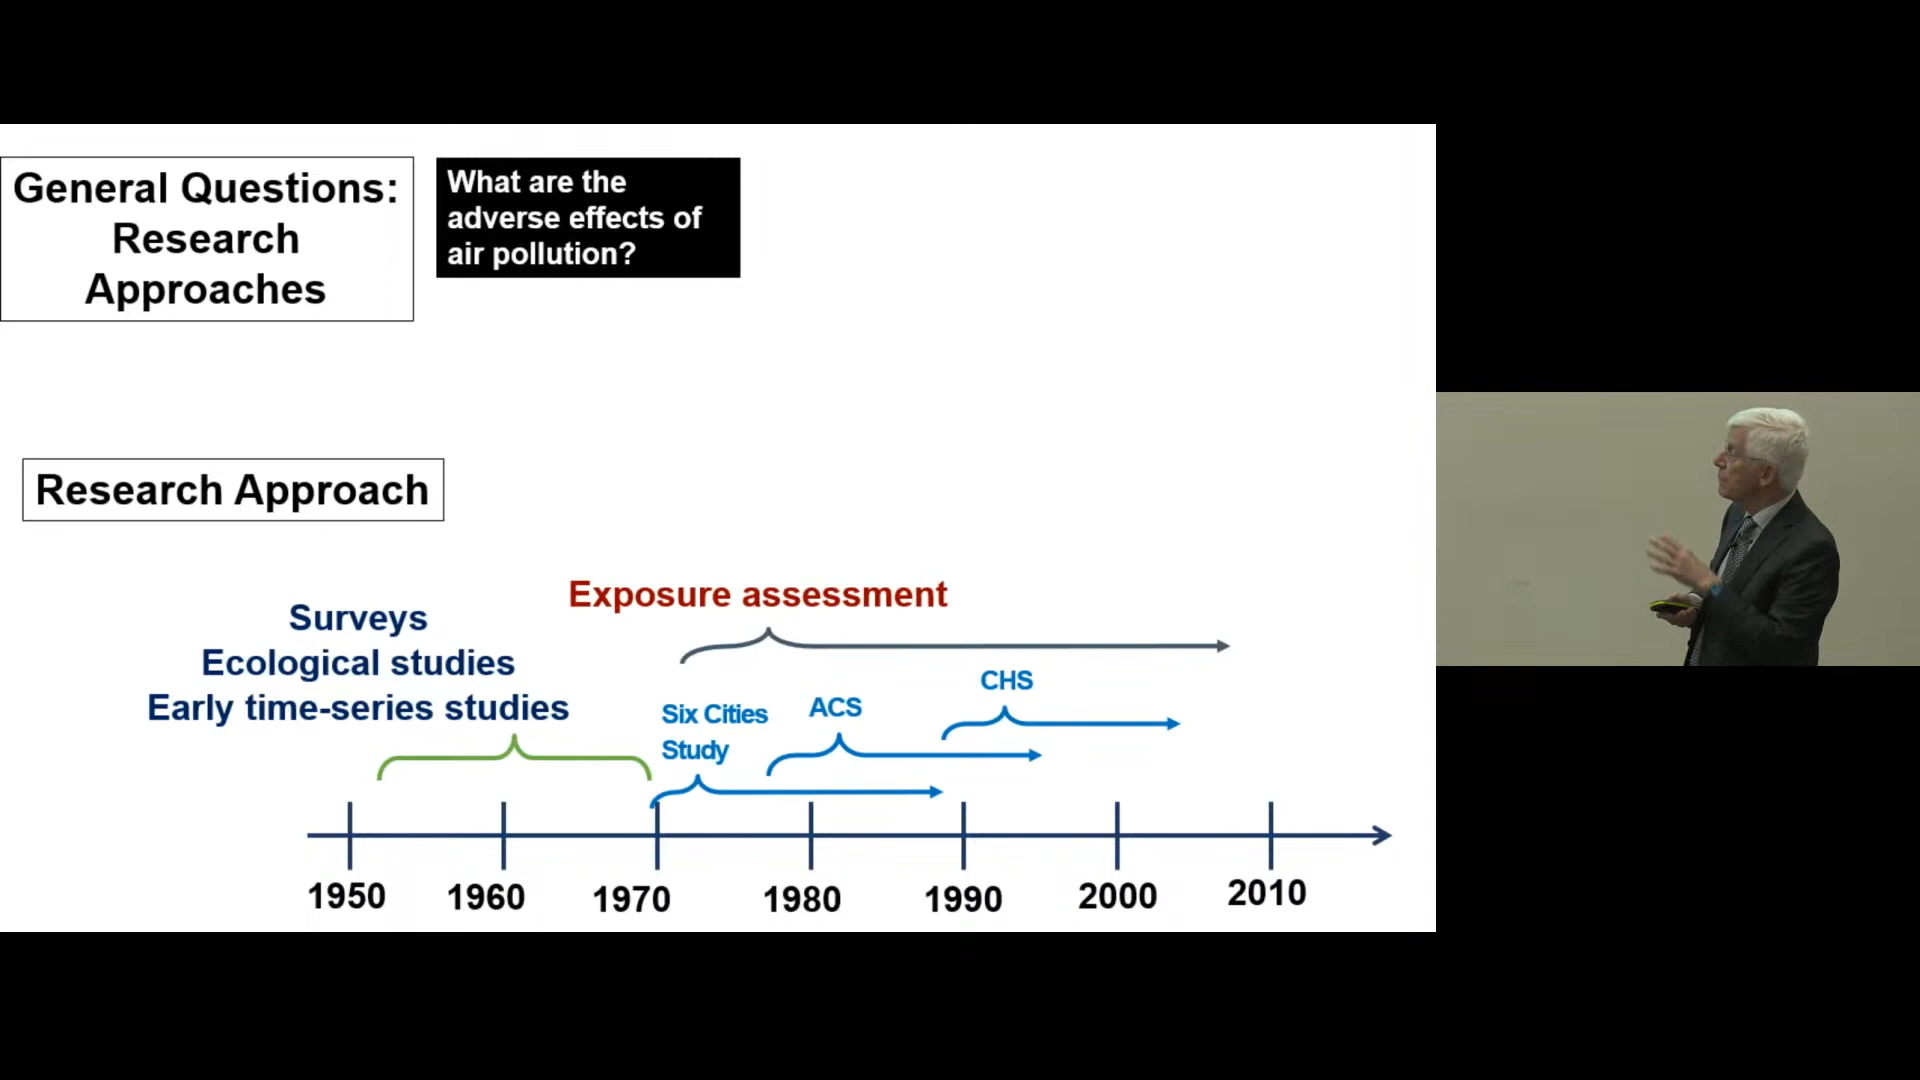 General Questions:
Research
Approaches
What are the
adverse effects of
air pollution?
Research Approach
Exposure assessment
Surveys
Ecological studies
Early time-series studies
Six Cities
Study
ACS
CHS
1950
1960
1970
1980
1990
2000
2010